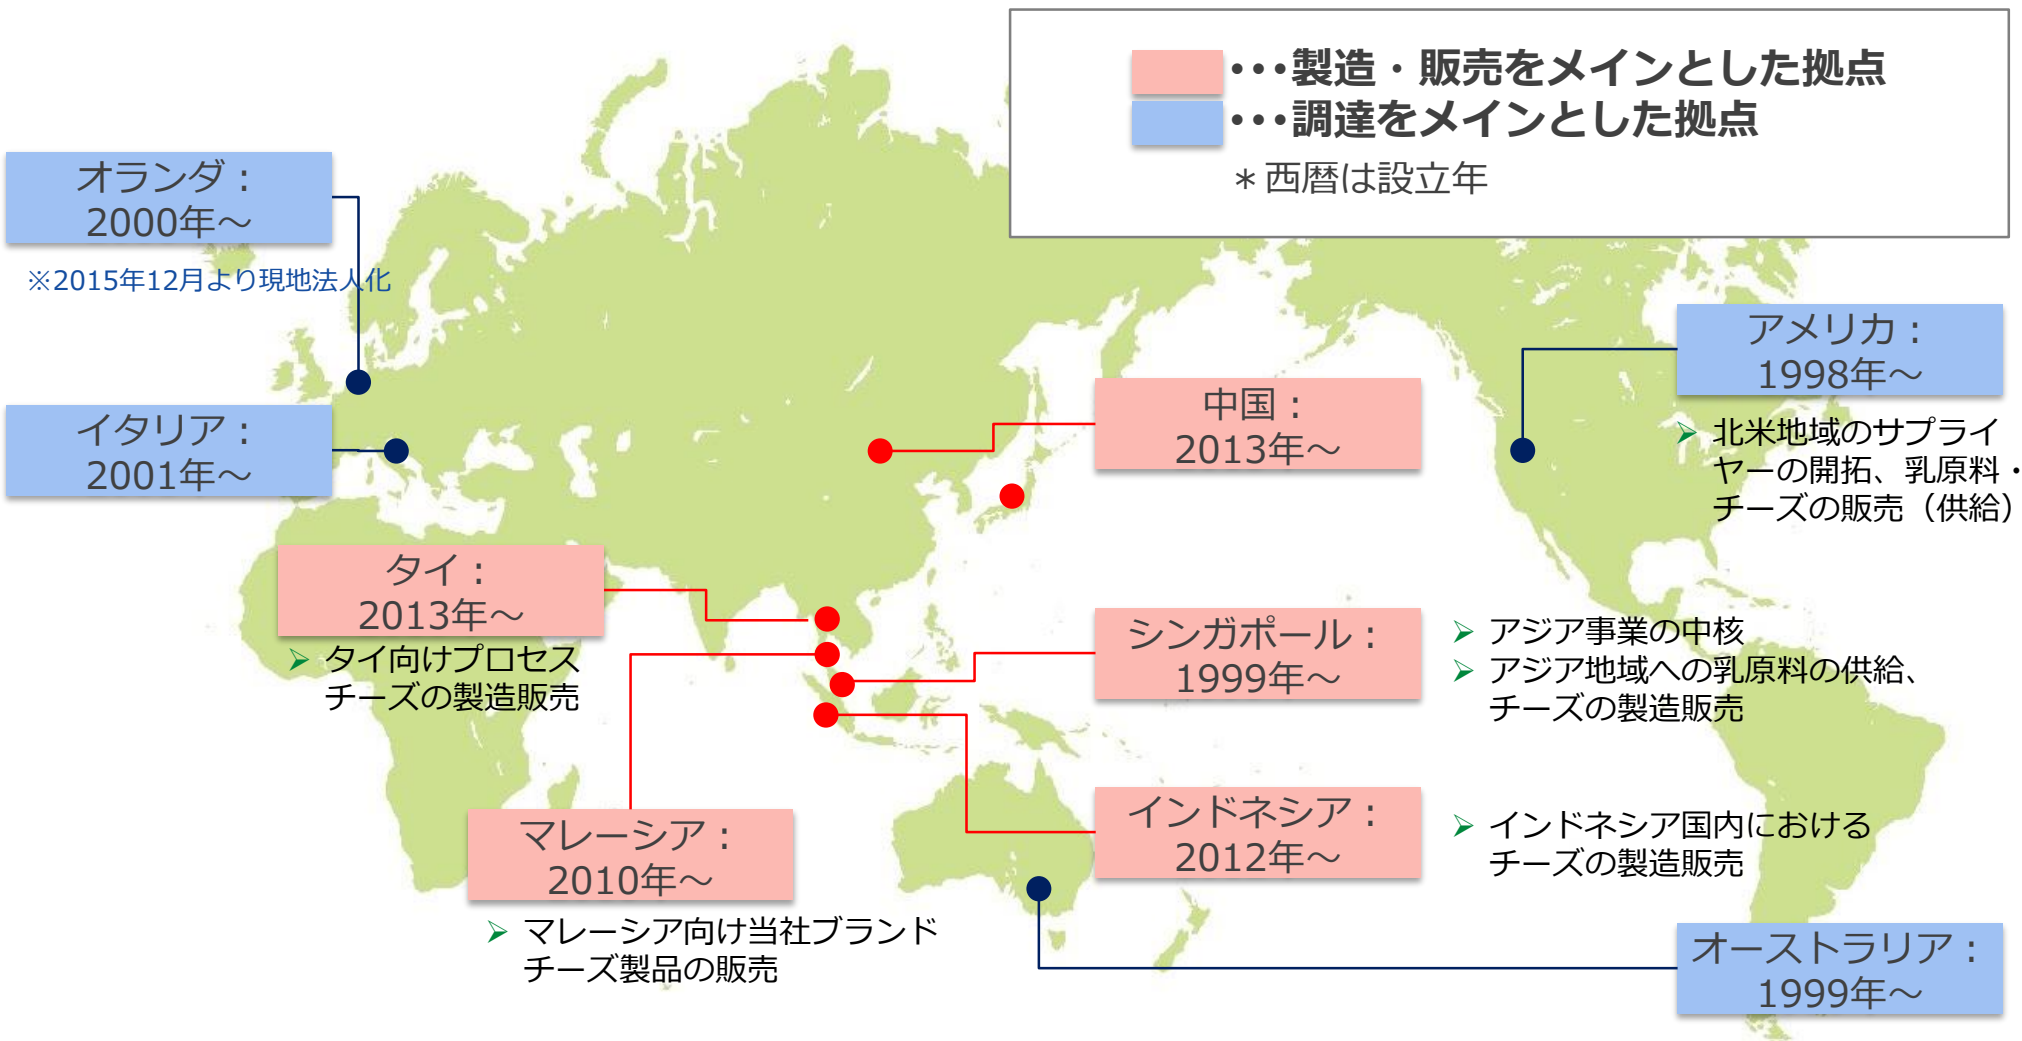 ・・・製造・販売をメインとした拠点
・・・調達をメインとした拠点
＊西暦は設立年
オランダ：
2000年～
※2015年12月より現地法人化
イタリア：
2001年～
アメリカ：
1998年～
➢ 北米地域のサプライ
ヤーの開拓、乳原料・
チーズの販売（供給）
中国：
2013年～
タイ：
2013年～
➢ タイ向けプロセス
チーズの製造販売
シンガポール：
1999年～
➢ アジア事業の中核
➢ アジア地域への乳原料の供給、
チーズの製造販売
マレーシア：
2010年～
➢ マレーシア向け当社ブランド
チーズ製品の販売
インドネシア：
2012年～
➢ インドネシア国内における
チーズの製造販売
オーストラリア：
1999年～